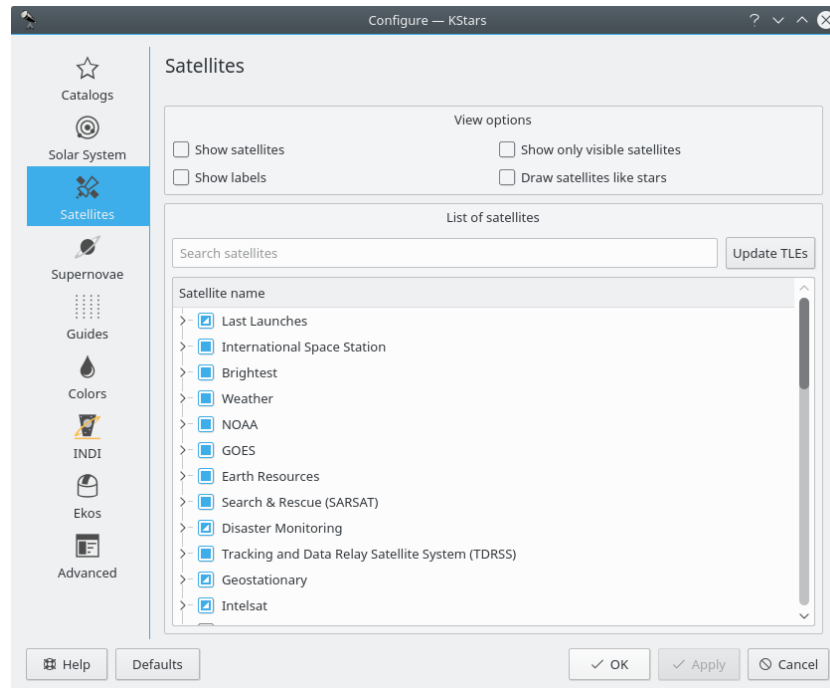 Configure — KStars
Satellites
Catalogs
Solar System
Satellites
Supernovae
Guides
Colors
INDI
Ekos
Advanced
View options
Show satellites
Show only visible satellites
Show labels
Draw satellites like stars
List of satellites
Search satellites
Update TLEs
Satellite name
Last Launches
International Space Station
Brightest
Weather
NOAA
GOES
Earth Resources
Search & Rescue (SARSAT)
Disaster Monitoring
Tracking and Data Relay Satellite System (TDRSS)
Geostationary
Intelsat
Help
Defaults
OK
Apply
Cancel